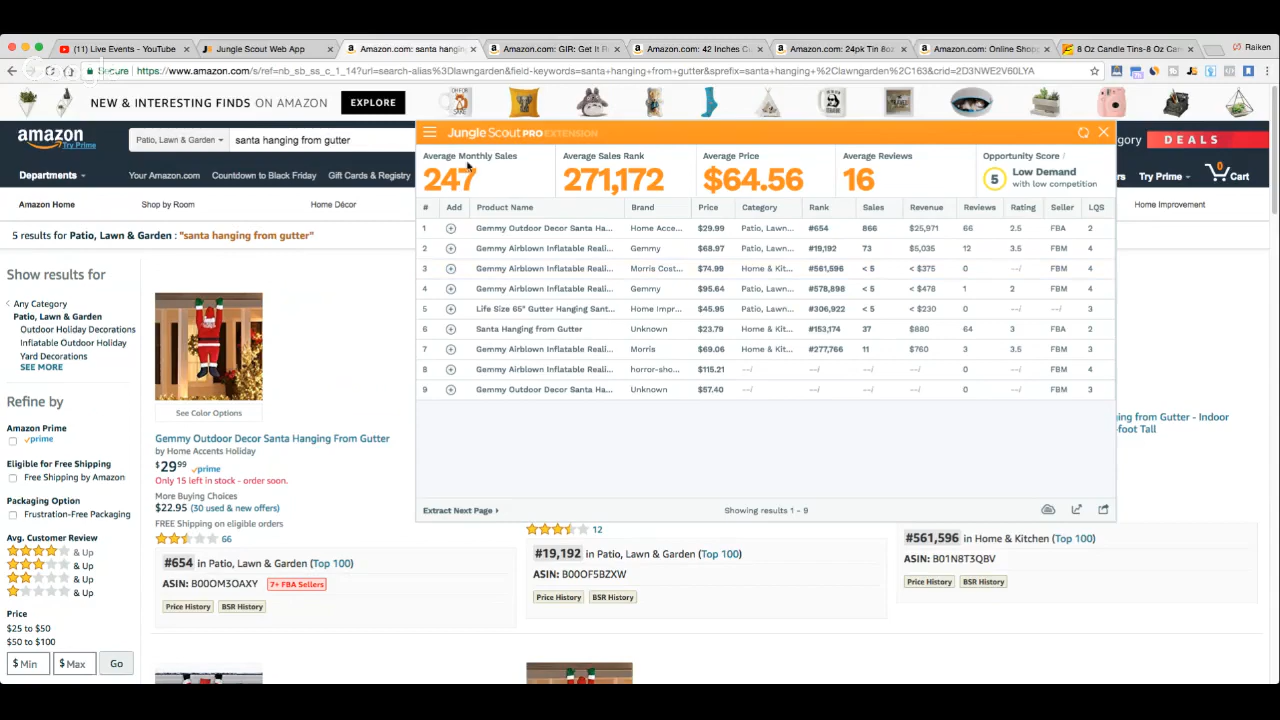 (11) Live Events - YouTube
Jungle Scout Web App
Amazon.com: santa hanging
Amazon.com: GIR: Get It R
Amazon.com: 42 Inches C
Amazon.com: 24pk Tin 8oz
Amazon.com: Online Shopp
8 Oz Candle Tins-8 Oz Can
Raiken
Secure https://www.amazon.com/s/ref=nb_sb_ss_c_1_14?url=search-alias%3Dlawngarden&field-keywords=santa+hanging+from+gutter&sprefix=santa+hanging+%2Clawngarden%2C163&crid=2D3NWE2V60LYA
NEW & INTERESTING FINDS ON AMAZON EXPLORE
amazon
Try Prime
Patio, Lawn & Garden
santa hanging from gutter
DEALS
Departments
Your Amazon.com Countdown to Black Friday Gift Cards & Registry
Try Prime
0
Cart
Amazon Home Shop by Room Home Décor Home Improvement
Jungle Scout PRO EXTENSION
Average Monthly Sales
247
Average Sales Rank
271,172
Average Price
$64.56
Average Reviews
16
Opportunity Score
5 Low Demand
with low competition
# Add Product Name Brand Price Category Rank Sales Revenue Reviews Rating Seller LQS
1 Gemmy Outdoor Decor Santa Ha... Home Acce... $29.99 Patio, Lawn... #654 866 $25,971 66 2.5 FBA 2
2 Gemmy Airblown Inflatable Reali... Gemmy $68.97 Patio, Lawn... #19,192 73 $5,035 12 3.5 FBM 4
3 Gemmy Airblown Inflatable Reali... Morris Cost... $74.99 Home & Kit... #561,596 < 5 < $375 0 --/ FBM 4
4 Gemmy Airblown Inflatable Reali... Gemmy $95.64 Patio, Lawn... #578,898 < 5 < $478 1 2 FBM 4
5 Life Size 65" Gutter Hanging Sant... Home Impr... $45.95 Patio, Lawn... #306,922 < 5 < $230 0 --/ --/ 3
6 Santa Hanging from Gutter Unknown $23.79 Home & Kit... #153,174 37 $880 64 3 FBA 2
7 Gemmy Airblown Inflatable Reali... Morris $69.06 Home & Kit... #277,766 11 $760 3 3.5 FBM 3
8 Gemmy Airblown Inflatable Reali... horror-sho... $115.21 --/ --/ --/ --/ 0 --/ FBM 4
9 Gemmy Outdoor Decor Santa Ha... Unknown $57.40 --/ --/ --/ --/ 0 --/ FBM 3
Extract Next Page
Showing results 1 - 9
5 results for Patio, Lawn & Garden : "santa hanging from gutter"
Show results for
Any Category
Patio, Lawn & Garden
Outdoor Holiday Decorations
Inflatable Outdoor Holiday
Yard Decorations
SEE MORE
Refine by
Amazon Prime
prime
Eligible for Free Shipping
Free Shipping by Amazon
Packaging Option
Frustration-Free Packaging
Avg. Customer Review
& Up
& Up
& Up
& Up
Price
$25 to $50
$50 to $100
$ Min $ Max Go
See Color Options
Gemmy Outdoor Decor Santa Hanging From Gutter
by Home Accents Holiday
$29 99 prime
Only 15 left in stock - order soon.
More Buying Choices
$22.95 (30 used & new offers)
FREE Shipping on eligible orders
66
#654 in Patio, Lawn & Garden (Top 100)
ASIN: B00OM3OAXY 7+ FBA Sellers
Price History BSR History
12
#19,192 in Patio, Lawn & Garden (Top 100)
ASIN: B00OF5BZXW
Price History BSR History
ing from Gutter - Indoor
foot Tall
#561,596 in Home & Kitchen (Top 100)
ASIN: B01N8T3Q8V
Price History BSR History